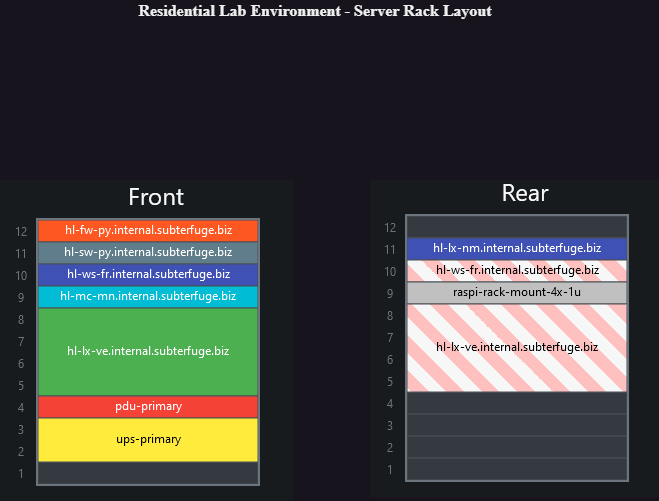 Residential Lab Environment - Server Rack Layout
Front
12 hl-fw-py.internal.subterfuge.biz
11 hl-sw-py.internal.subterfuge.biz
10 hl-ws-fr.internal.subterfuge.biz
9 hl-mc-mn.internal.subterfuge.biz
8
7
hl-lx-ve.internal.subterfuge.biz
6
5
4 pdu-primary
3
ups-primary
2
1
Rear
12
11 hl-lx-nm.internal.subterfuge.biz
10 hl-ws-fr.internal.subterfuge.biz
9 raspi-rack-mount-4x-1u
8
7
hl-lx-ve.internal.subterfuge.biz
6
5
4
3
2
1